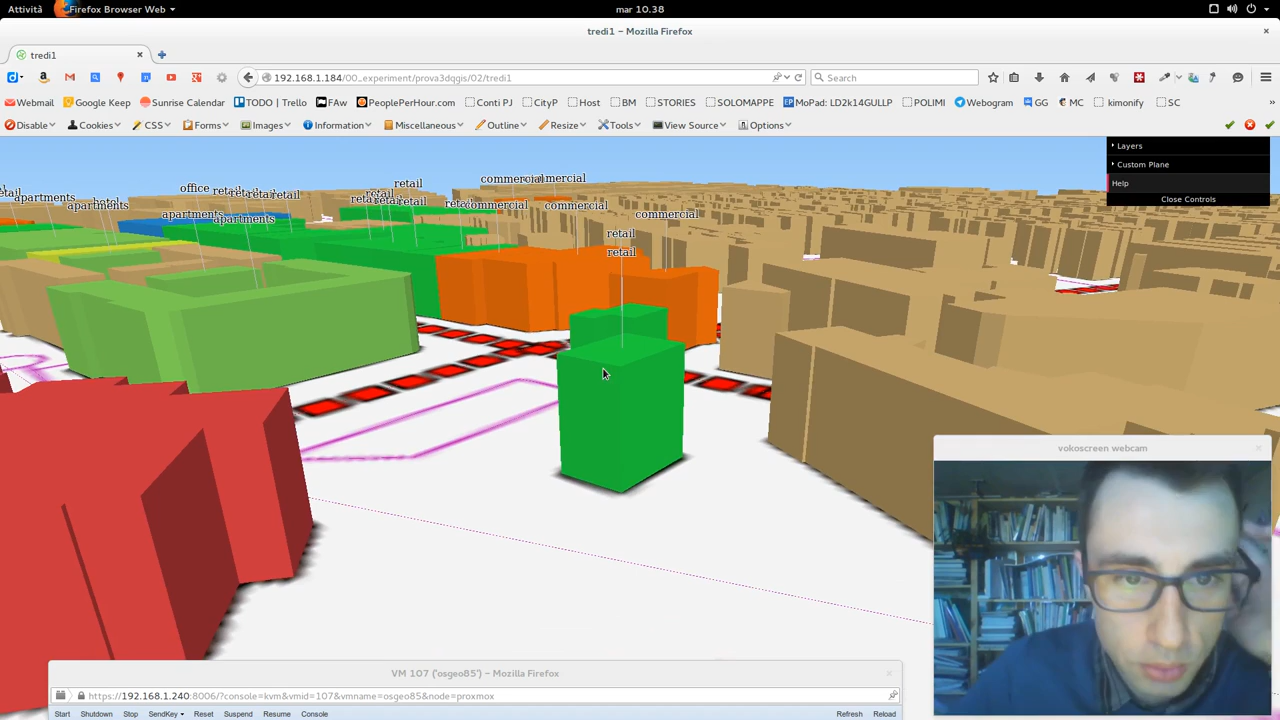 Attività Firefox Browser Web mar 10.38
tredi1 – Mozilla Firefox
tredi1
192.168.1.184/00_experiment/prova3dqgis/02/tredi1 Search
Webmail Google Keep Sunrise Calendar TODO | Trello FAw PeoplePerHour.com Conti PJ CityP Host BM STORIES SOLOMAPPE MoPad: LD2k14GULLP POLIMI Webogram GG MC kimonify SC
Disable Cookies CSS Forms Images Information Miscellaneous Outline Resize Tools View Source Options
Layers
Custom Plane
Help
Close Controls
commercial commercial
office retail retail retail
apartments apartments
retail retail
apartments apartments
retail commercial commercial
commercial
retail
retail
vokoscreen webcam
VM 107 ('osgeo85') – Mozilla Firefox
https://192.168.1.240:8006/?console=kvm&vmid=107&vmname=osgeo85&node=proxmox
Start Shutdown Stop SendKey Reset Suspend Resume Console Refresh Reload